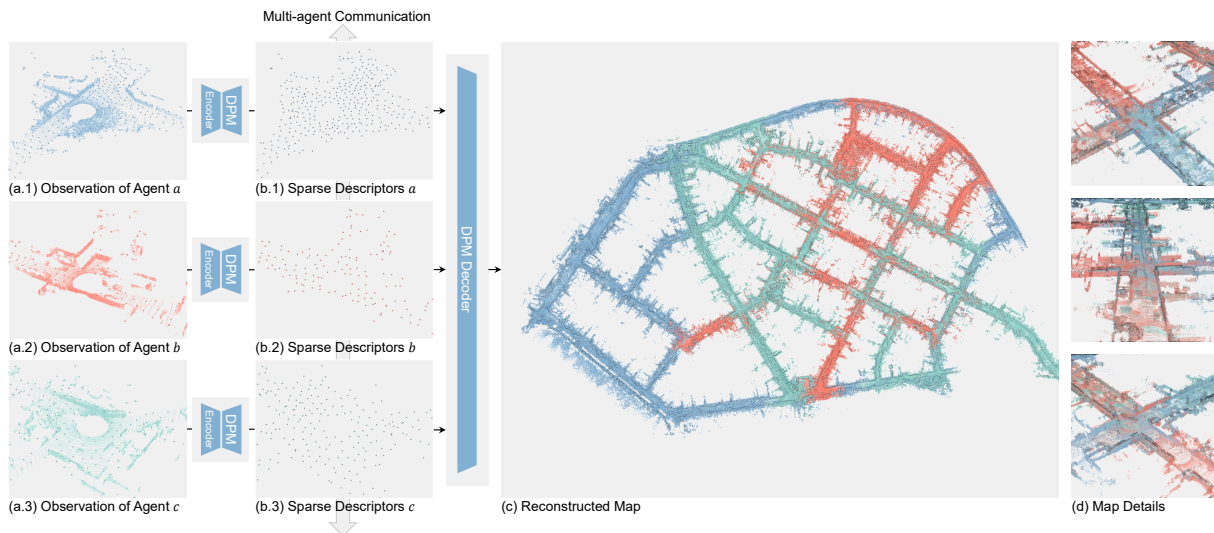 Multi-agent Communication
DPM
Encoder
(a.1) Observation of Agent a
(b.1) Sparse Descriptors a
DPM
Encoder
(a.2) Observation of Agent b
(b.2) Sparse Descriptors b
DPM
Encoder
(a.3) Observation of Agent c
(b.3) Sparse Descriptors c
DPM Decoder
(c) Reconstructed Map
(d) Map Details